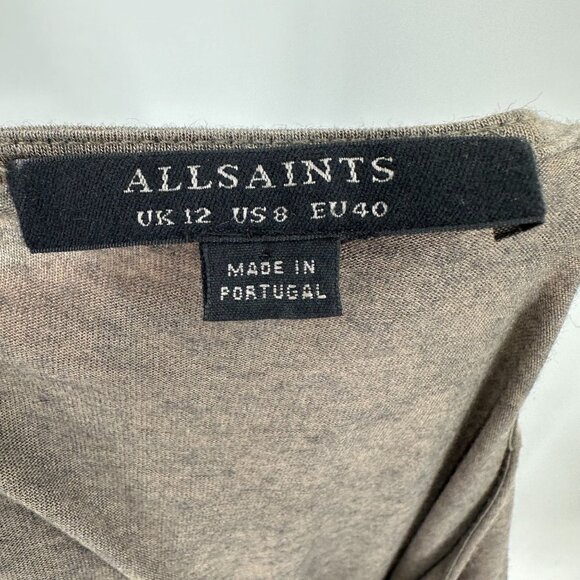 ALLSAINTS
UK 12 US 8 EU 40
MADE IN
PORTUGAL